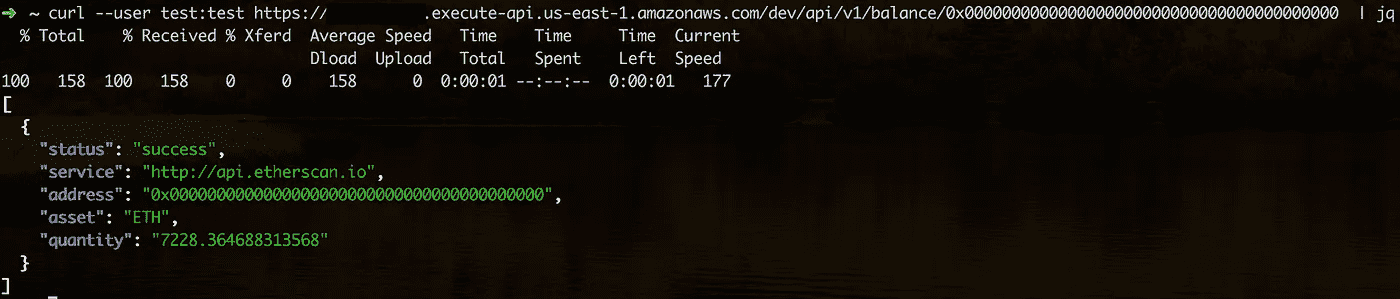 ➜  ~ curl --user test:test https://          .execute-api.us-east-1.amazonaws.com/dev/api/v1/balance/0x0000000000000000000000000000000000000000  | jq
  % Total    % Received % Xferd  Average Speed   Time    Time     Time  Current
                                 Dload  Upload   Total   Spent    Left  Speed
100   158  100   158    0     0    158      0  0:00:01 --:--:--  0:00:01   177
[
  {
    "status": "success",
    "service": "http://api.etherscan.io",
    "address": "0x0000000000000000000000000000000000000000",
    "asset": "ETH",
    "quantity": "7228.364688313568"
  }
]